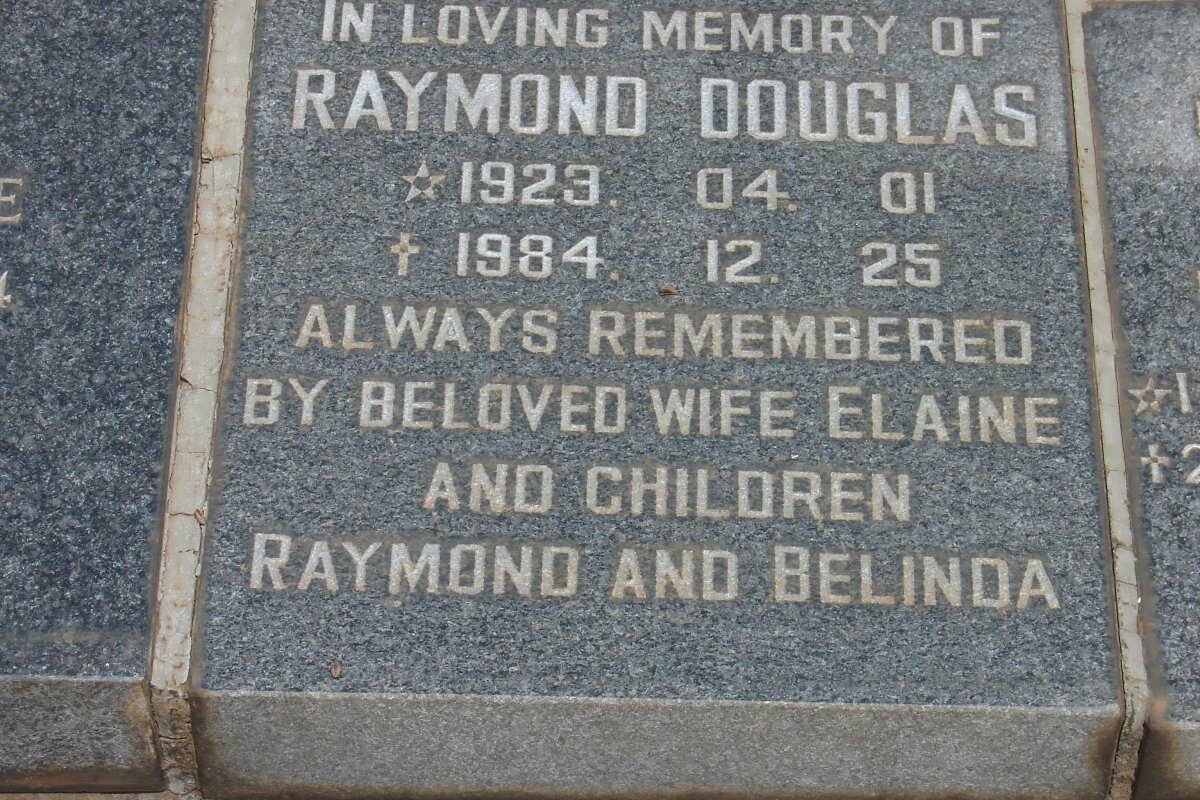 IN LOVING MEMORY OF
RAYMOND DOUGLAS
☆ 1923. 04. 01
✝ 1984. 12. 25
ALWAYS REMEMBERED
BY BELOVED WIFE ELAINE
AND CHILDREN
RAYMOND AND BELINDA